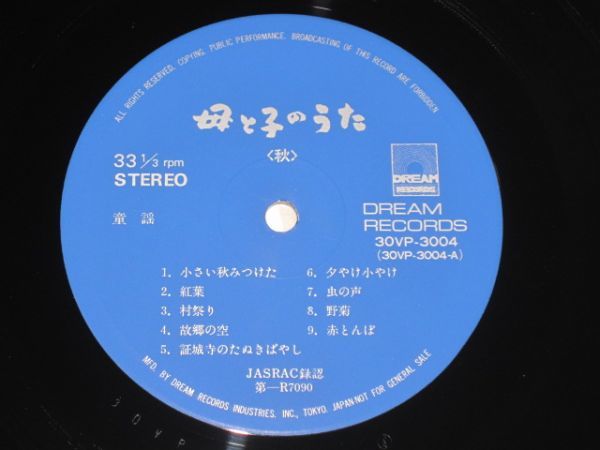 ALL RIGHTS RESERVED. COPYING. PUBLIC PERFORMANCE. BROADCASTING OF THIS RECORD ARE FORBIDDEN
母と子のうた
〈秋〉
33 1/3 rpm
STEREO
DREAM
RECORDS
DREAM
RECORDS
30VP-3004
(30VP-3004-A)
童謡
1. 小さい秋みつけた
2. 紅葉
3. 村祭り
4. 故郷の空
5. 証城寺のたぬきばやし
6. 夕やけ小やけ
7. 虫の声
8. 野菊
9. 赤とんぼ
JASRAC録認
第—R7090
MFD. BY DREAM RECORDS INDUSTRIES. INC., TOKYO. JAPAN·NOT FOR GENERAL SALE
3 0 V P